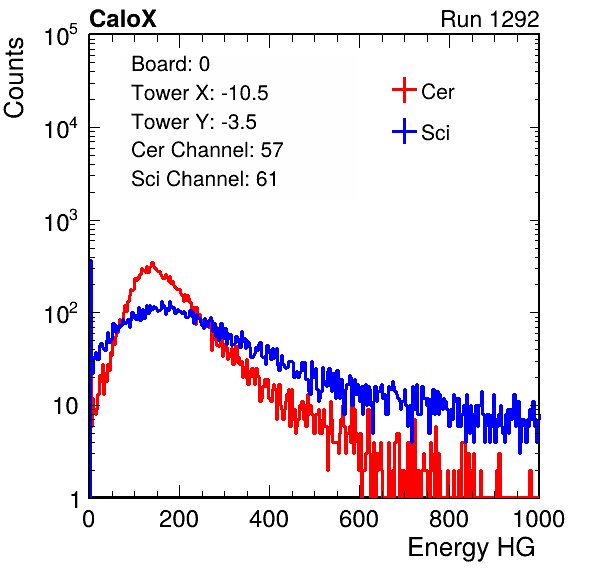 CaloX Run 1292
Counts
Board: 0
Tower X: -10.5
Tower Y: -3.5
Cer Channel: 57
Sci Channel: 61
Cer
Sci
10^5
10^4
10^3
10^2
10
1
0 200 400 600 800 1000
Energy HG